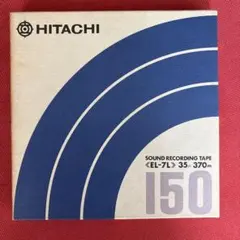 HITACHI
SOUND RECORDING TAPE
《EL-7L》 35μ 370m
150